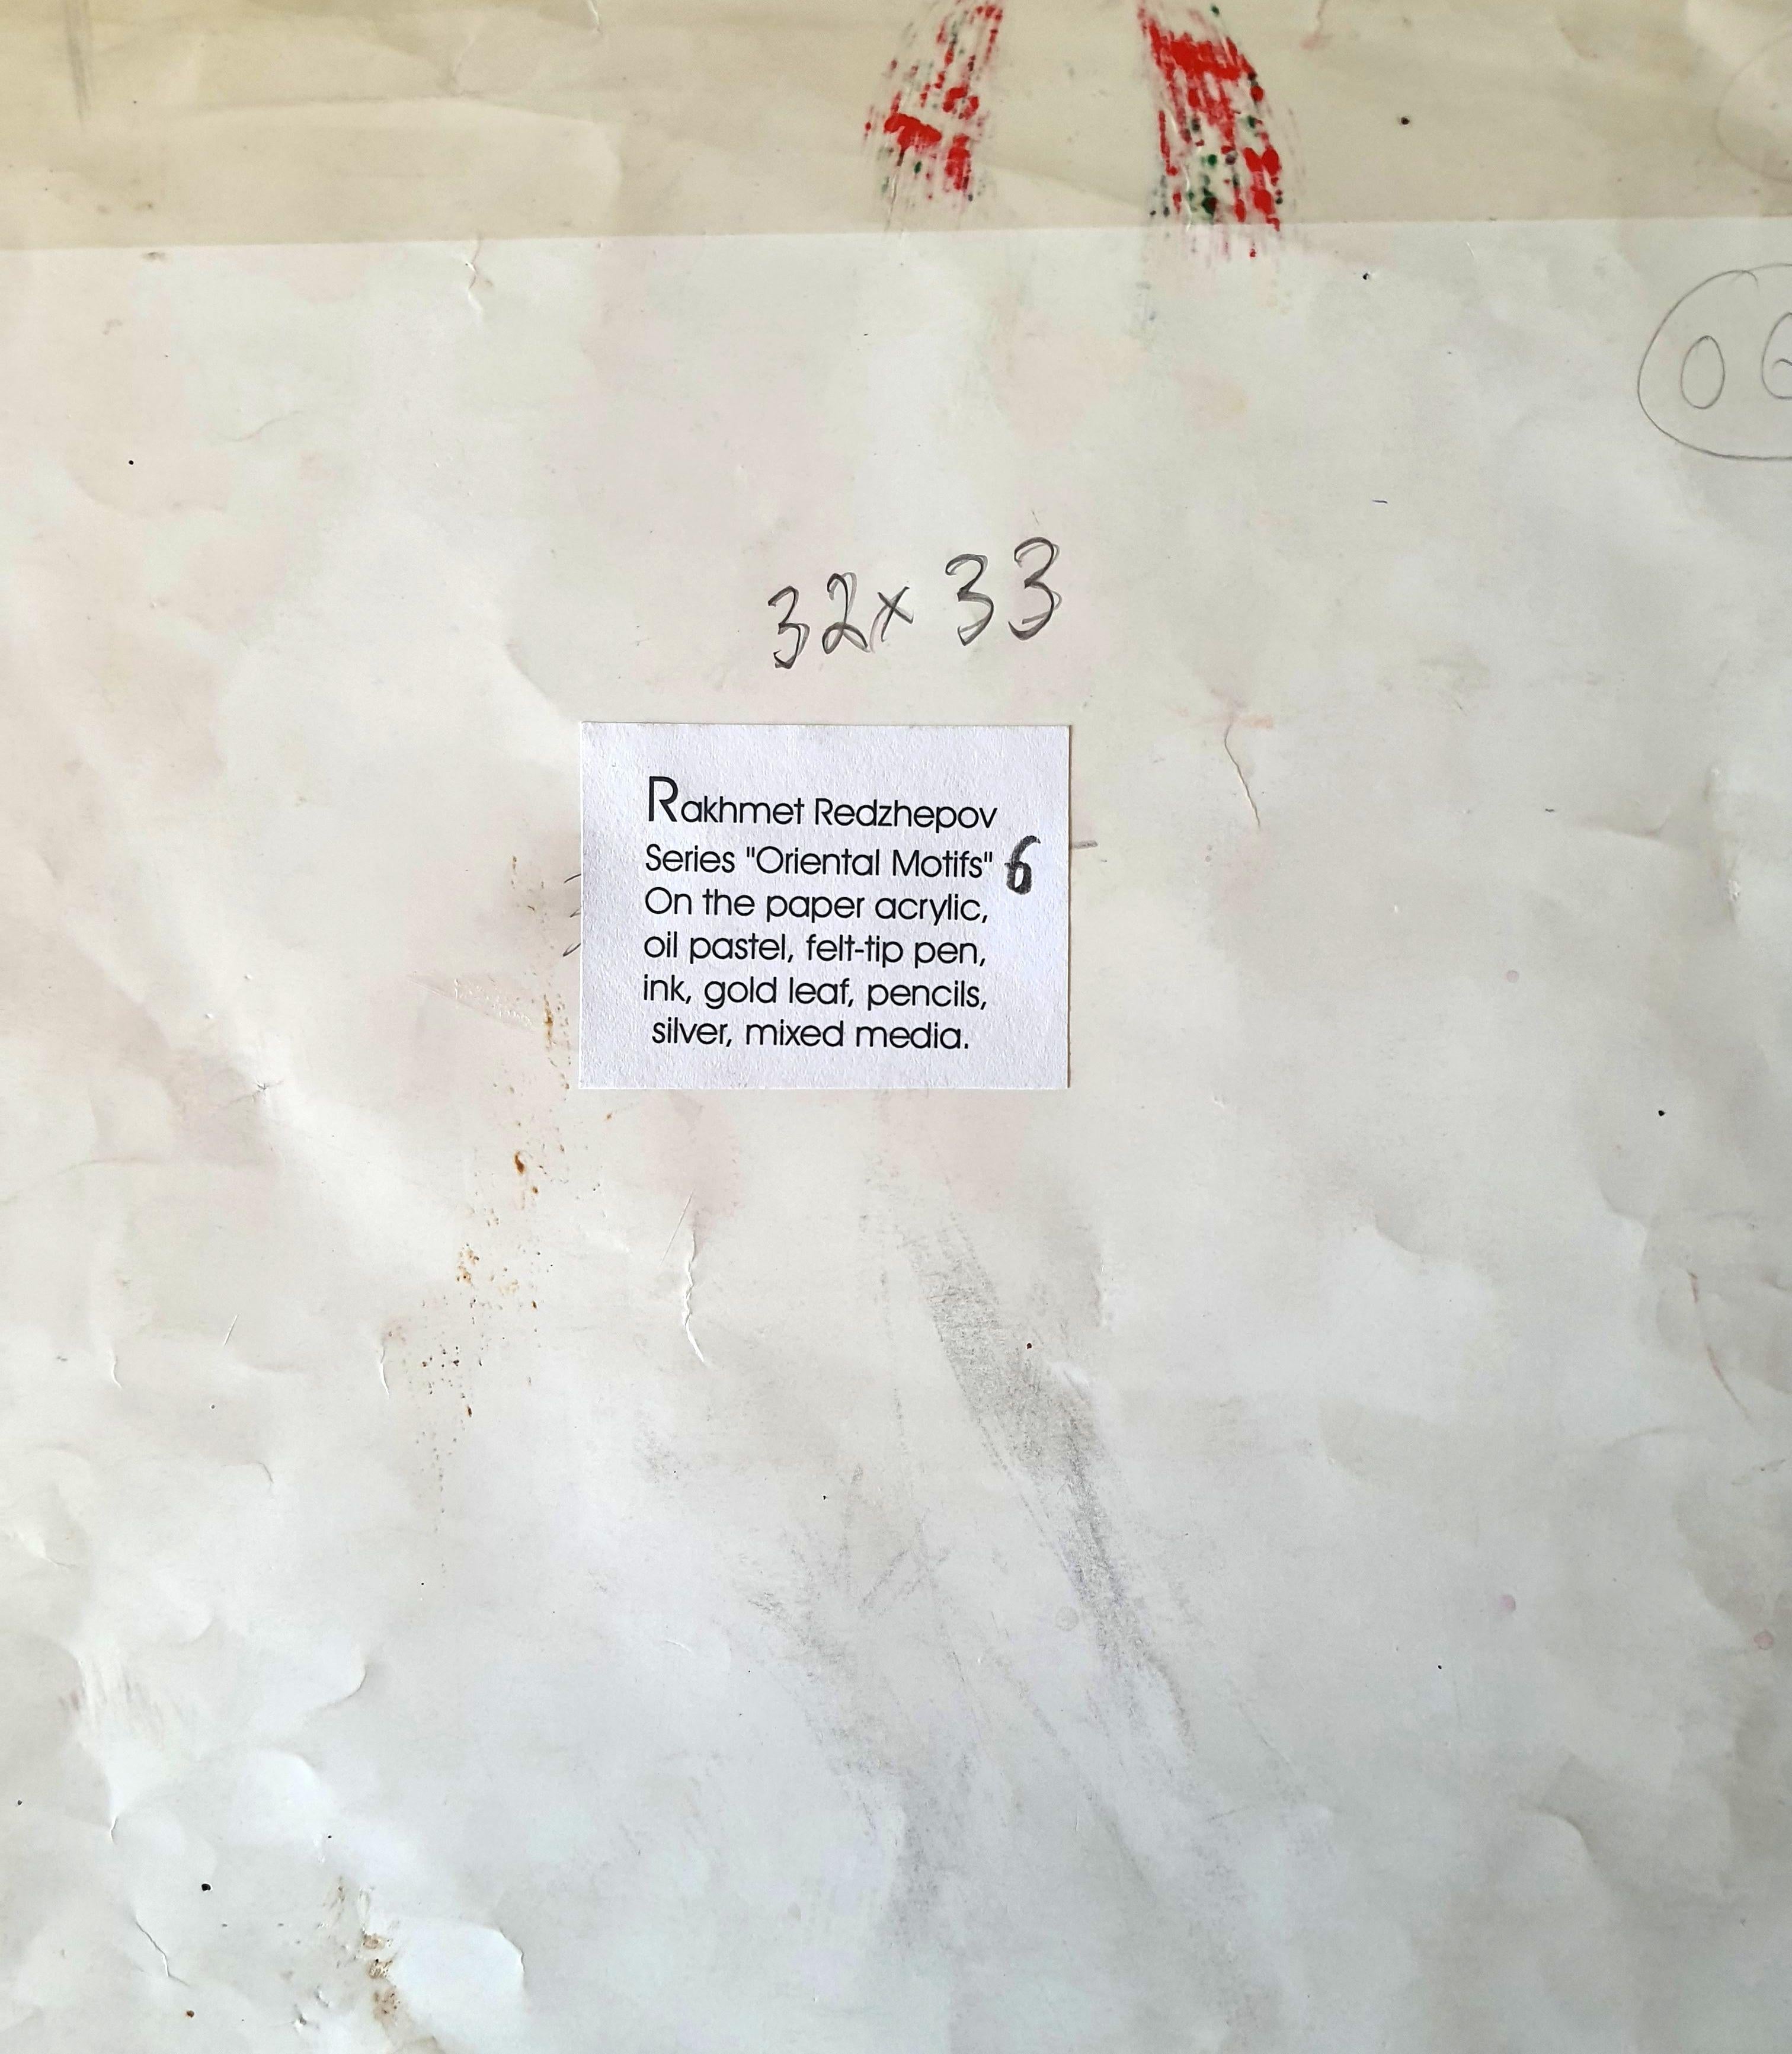 06
32x33
Rakhmet Redzhepov
Series "Oriental Motifs" 6
On the paper acrylic,
oil pastel, felt-tip pen,
ink, gold leaf, pencils,
silver, mixed media.